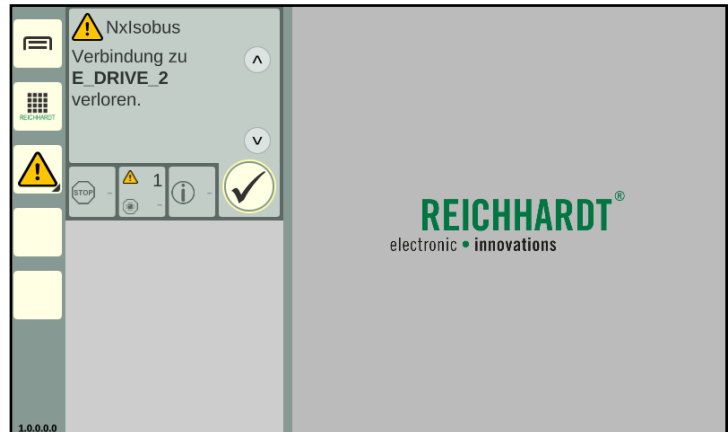 NxIsobus
Verbindung zu
E_DRIVE_2
verloren.
REICHHARDT
STOP
-
1
-
-
REICHHARDT®
electronic • innovations
1.0.0.0.0